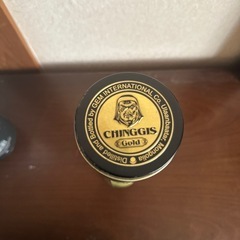 Distilled and Bottled by GEM INTERNATIONAL Co. Ulaanbaatar, Mongolia
CHINGGIS
Gold